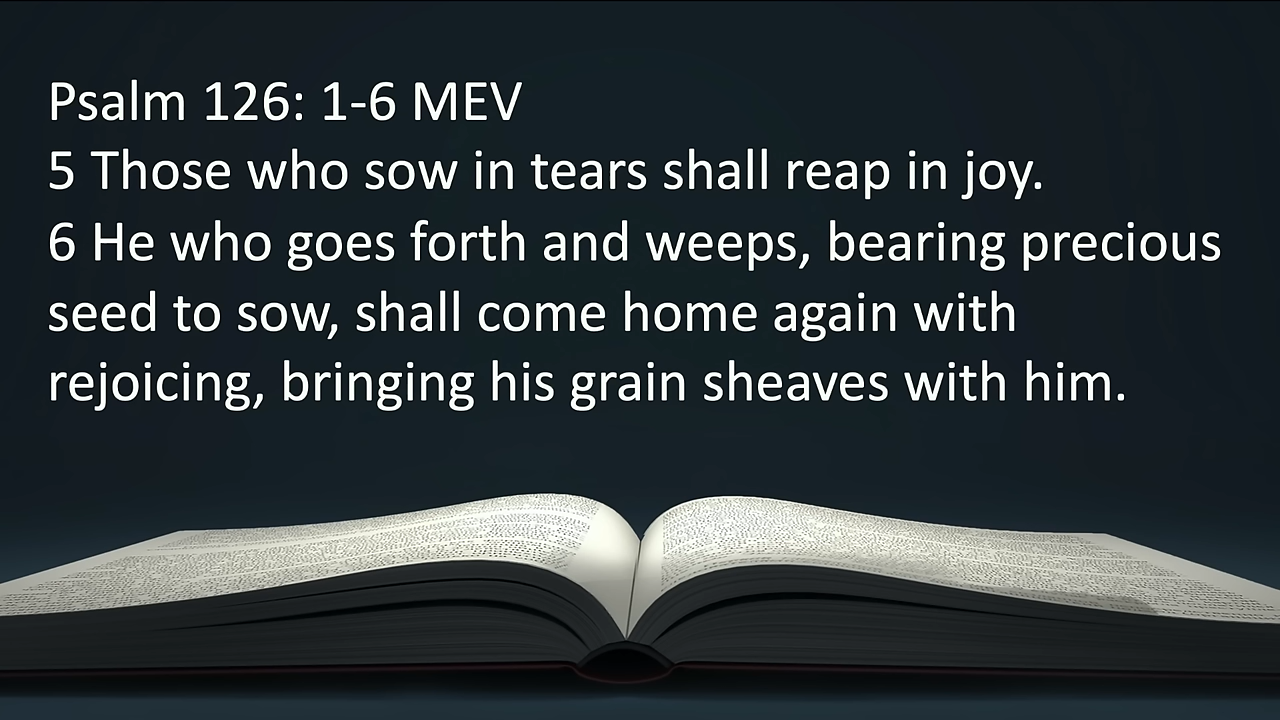 Psalm 126: 1-6 MEV
5 Those who sow in tears shall reap in joy.
6 He who goes forth and weeps, bearing precious
seed to sow, shall come home again with
rejoicing, bringing his grain sheaves with him.